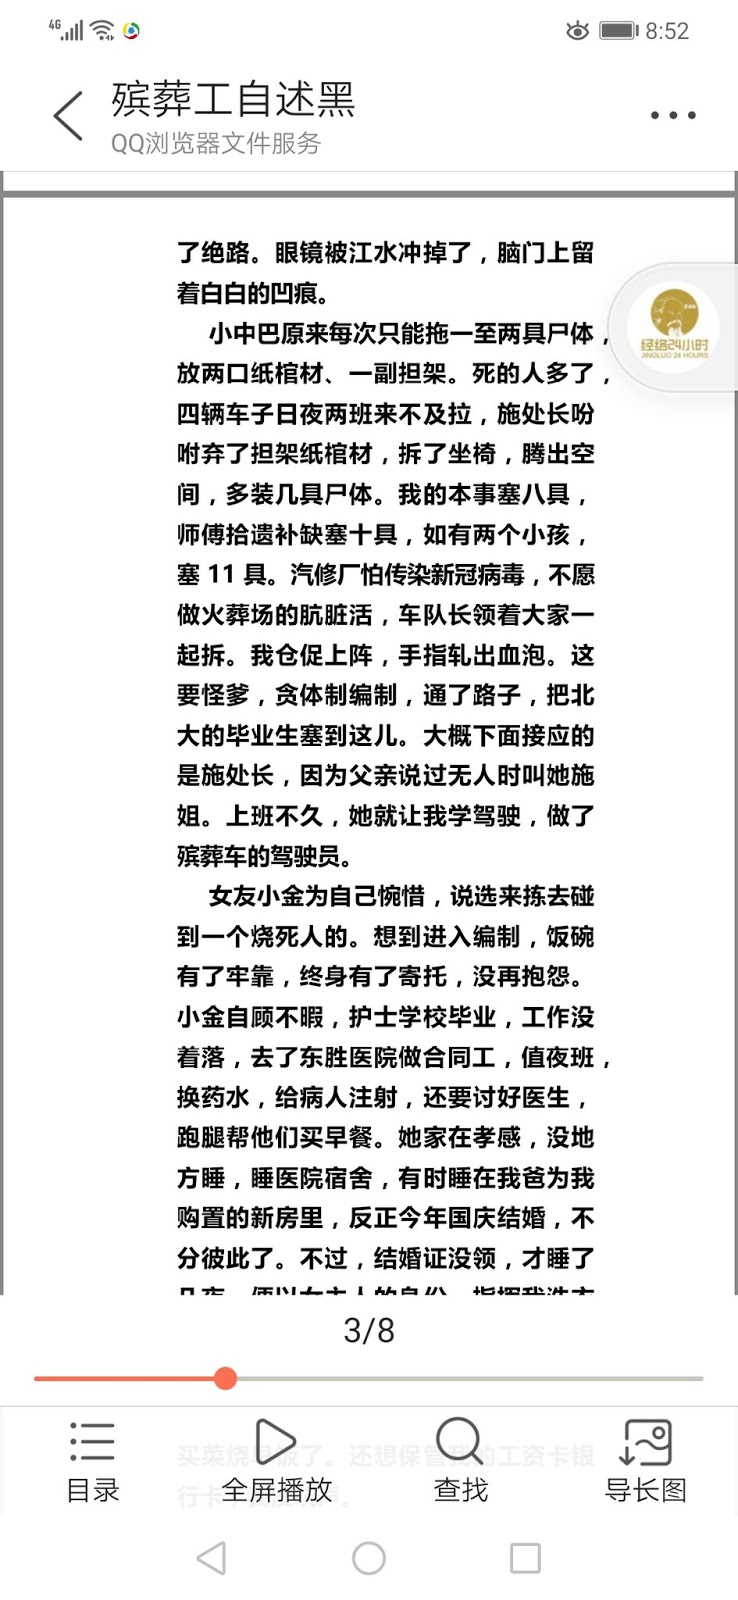 4G
8:52
殡葬工自述黑
QQ浏览器文件服务
了绝路。眼镜被江水冲掉了，脑门上留
着白白的凹痕。
小中巴原来每次只能拖一至两具尸体，
放两口纸棺材、一副担架。死的人多了，
四辆车子日夜两班来不及拉，施处长吩
咐弃了担架纸棺材，拆了坐椅，腾出空
间，多装几具尸体。我的本事塞八具，
师傅拾遗补缺塞十具，如有两个小孩，
塞 11 具。汽修厂怕传染新冠病毒，不愿
做火葬场的肮脏活，车队长领着大家一
起拆。我仓促上阵，手指轧出血泡。这
要怪爹，贪体制编制，通了路子，把北
大的毕业生塞到这儿。大概下面接应的
是施处长，因为父亲说过无人时叫她施
姐。上班不久，她就让我学驾驶，做了
殡葬车的驾驶员。
女友小金为自己惋惜，说选来拣去碰
到一个烧死人的。想到进入编制，饭碗
有了牢靠，终身有了寄托，没再抱怨。
小金自顾不暇，护士学校毕业，工作没
着落，去了东胜医院做合同工，值夜班，
换药水，给病人注射，还要讨好医生，
跑腿帮他们买早餐。她家在孝感，没地
方睡，睡医院宿舍，有时睡在我爸为我
购置的新房里，反正今年国庆结婚，不
分彼此了。不过，结婚证没领，才睡了
几夜，便以女主人的身份，指挥我洗衣
经络24小时
JINGLUO 24 HOURS
3/8
买菜烧早饭了。还想保管我的工资卡银
目录
全屏播放
查找
导长图